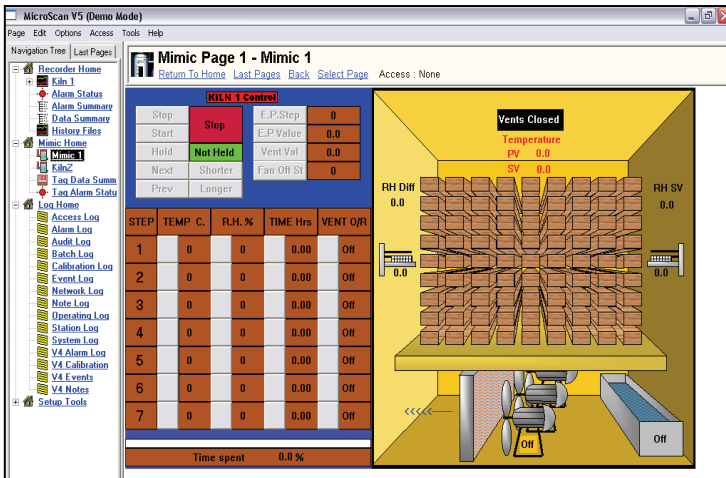 MicroScan V5 (Demo Mode)
Page Edit Options Access Tools Help
Navigation Tree Last Pages
Recorder Home
Kiln 1
Alarm Status
Alarm Summary
Data Summary
History Files
Mimic Home
Mimic 1
KilnZ
Tag Data Summ
Tag Alarm Statu
Log Home
Access Log
Alarm Log
Audit Log
Batch Log
Calibration Log
Event Log
Network Log
Note Log
Operating Log
Station Log
System Log
V4 Alarm Log
V4 Calibration
V4 Events
V4 Notes
Setup Tools
Mimic Page 1 - Mimic 1
Return To Home Last Pages Back Select Page Access : None
KILN 1 Control
Stop Stop E.P.Step 0
Start E.P Value 0.0
Hold Not Held Vent Val 0.0
Next Shorter Fan Off St 0
Prev Longer
STEP TEMP C. R.H. % TIME Hrs VENT O/R
1 0 0 0.00 Off
2 0 0 0.00 Off
3 0 0 0.00 Off
4 0 0 0.00 Off
5 0 0 0.00 Off
6 0 0 0.00 Off
7 0 0 0.00 Off
Time spent 0.0 %
Vents Closed
Temperature
PV 0.0
SV 0.0
RH Diff
0.0
RH SV
0.0
0.0
0.0
<<<<<
Off
Off